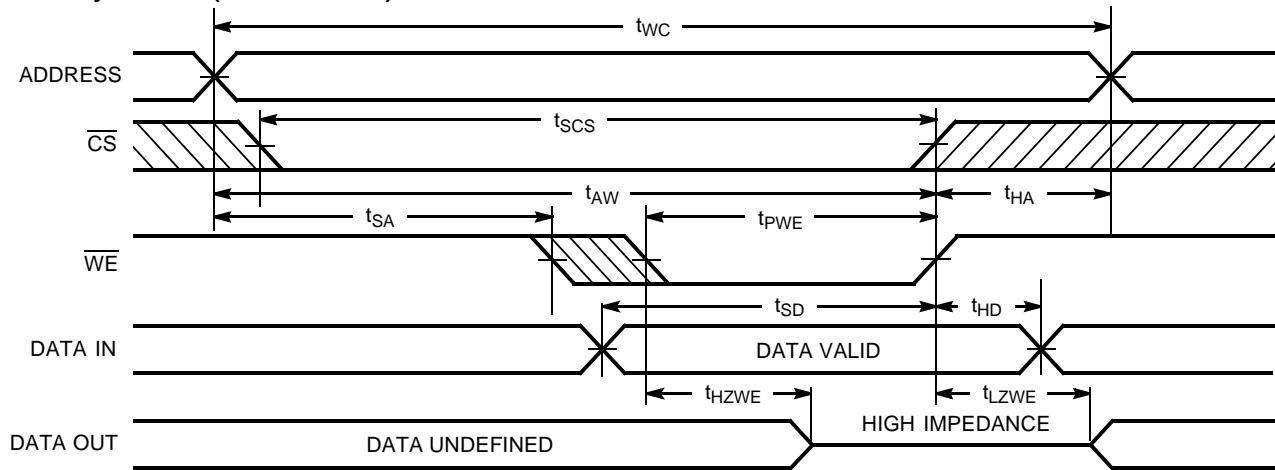 tWC
ADDRESS
tSCS
CS
tAW
tHA
tSA
tPWE
WE
tSD
tHD
DATA IN
DATA VALID
tHZWE
tLZWE
HIGH IMPEDANCE
DATA OUT
DATA UNDEFINED